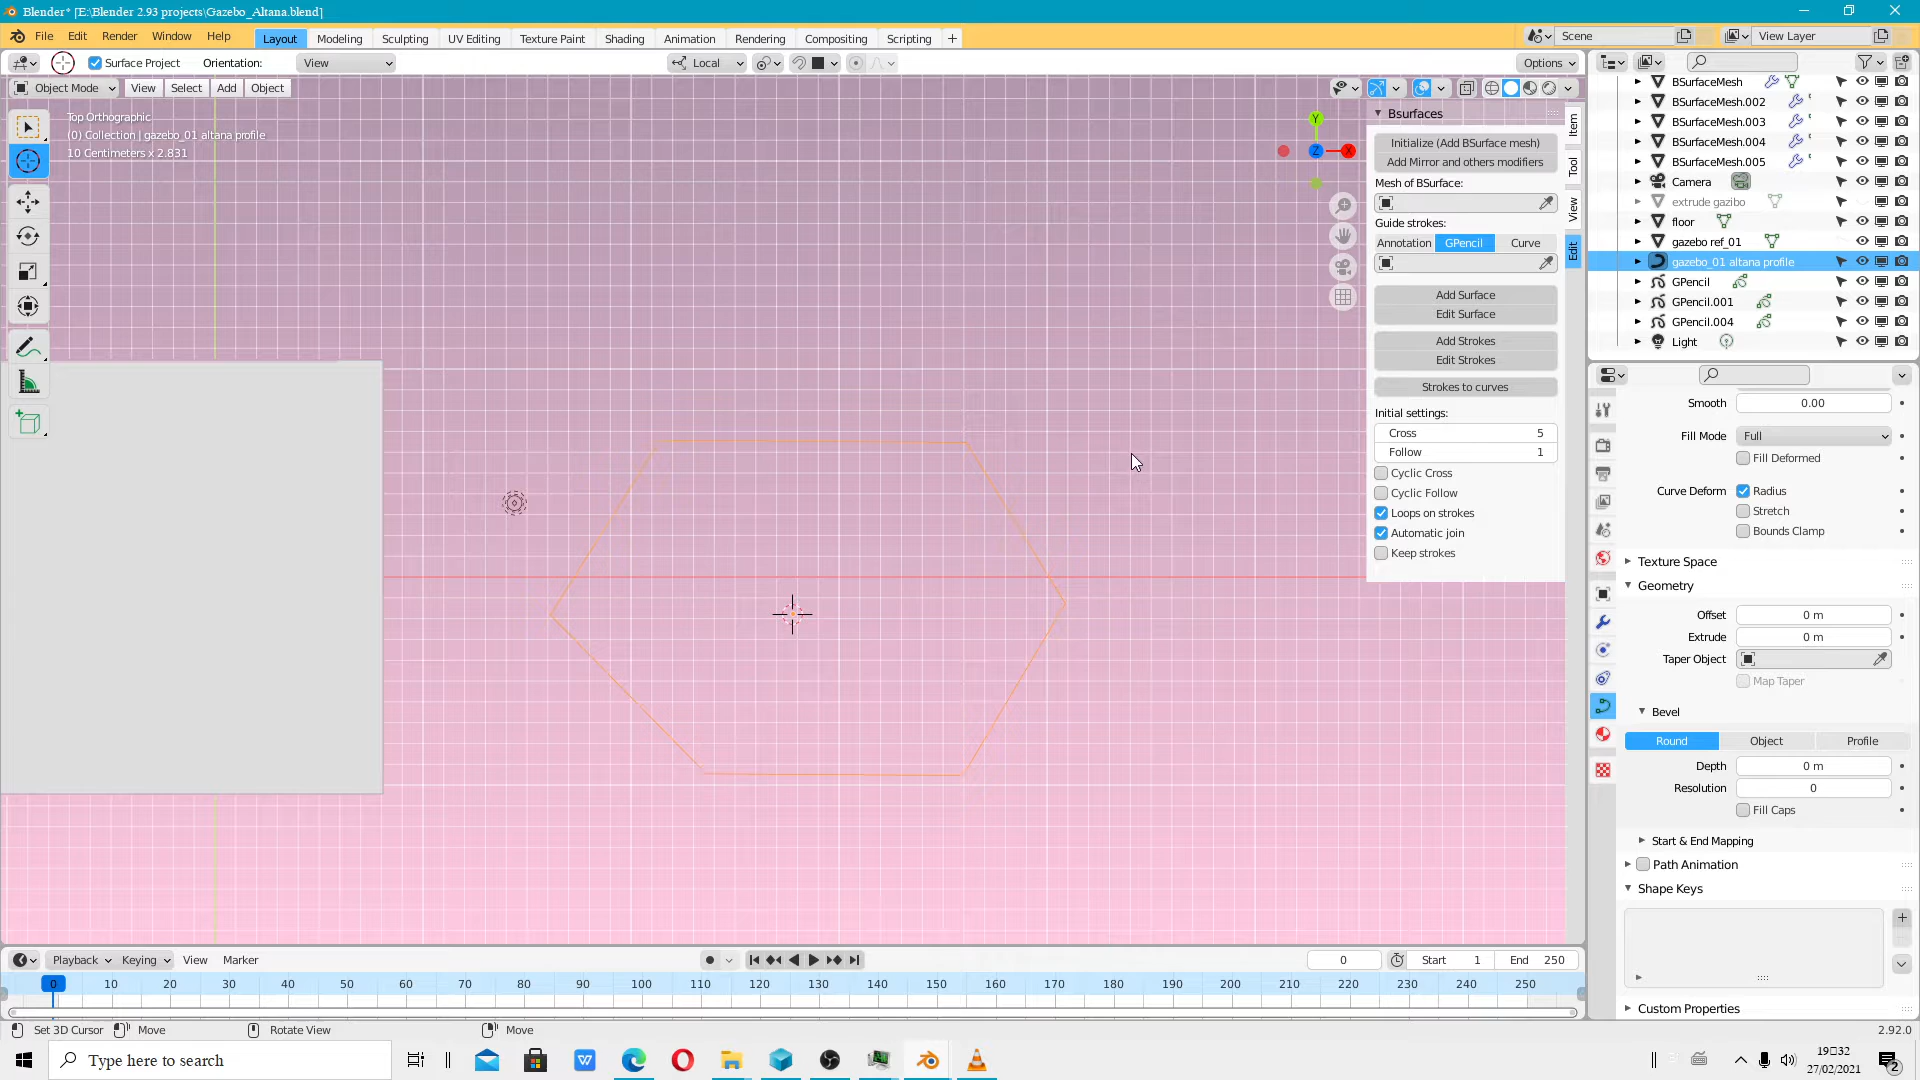 Blender* [E:\Blender 2.93 projects\Gazebo_Altana.blend]
File Edit Render Window Help Layout Modeling Sculpting UV Editing Texture Paint Shading Animation Rendering Compositing Scripting + Scene View Layer
Surface Project Orientation: View Local Options
Object Mode View Select Add Object
Top Orthographic
(0) Collection | gazebo_01 altana profile
10 Centimeters x 2.831
Y
Z
X
Bsurfaces
Initialize (Add BSurface mesh)
Add Mirror and others modifiers
Mesh of BSurface:
Guide strokes:
Annotation GPencil Curve
Add Surface
Edit Surface
Add Strokes
Edit Strokes
Strokes to curves
Initial settings:
Cross 5
Follow 1
Cyclic Cross
Cyclic Follow
Loops on strokes
Automatic join
Keep strokes
Item
Tool
View
Edit
BSurfaceMesh
BSurfaceMesh.002
BSurfaceMesh.003
BSurfaceMesh.004
BSurfaceMesh.005
Camera
extrude gazibo
floor
gazebo ref_01
gazebo_01 altana profile
GPencil
GPencil.001
GPencil.004
Light
Smooth 0.00
Fill Mode Full
Fill Deformed
Curve Deform Radius
Stretch
Bounds Clamp
Texture Space
Geometry
Offset 0 m
Extrude 0 m
Taper Object
Map Taper
Bevel
Round Object Profile
Depth 0 m
Resolution 0
Fill Caps
Start & End Mapping
Path Animation
Shape Keys
Custom Properties
Playback Keying View Marker 0 Start 1 End 250
0 10 20 30 40 50 60 70 80 90 100 110 120 130 140 150 160 170 180 190 200 210 220 230 240 250
Set 3D Cursor Move Rotate View Move 2.92.0
Type here to search
19:32
27/02/2021
2